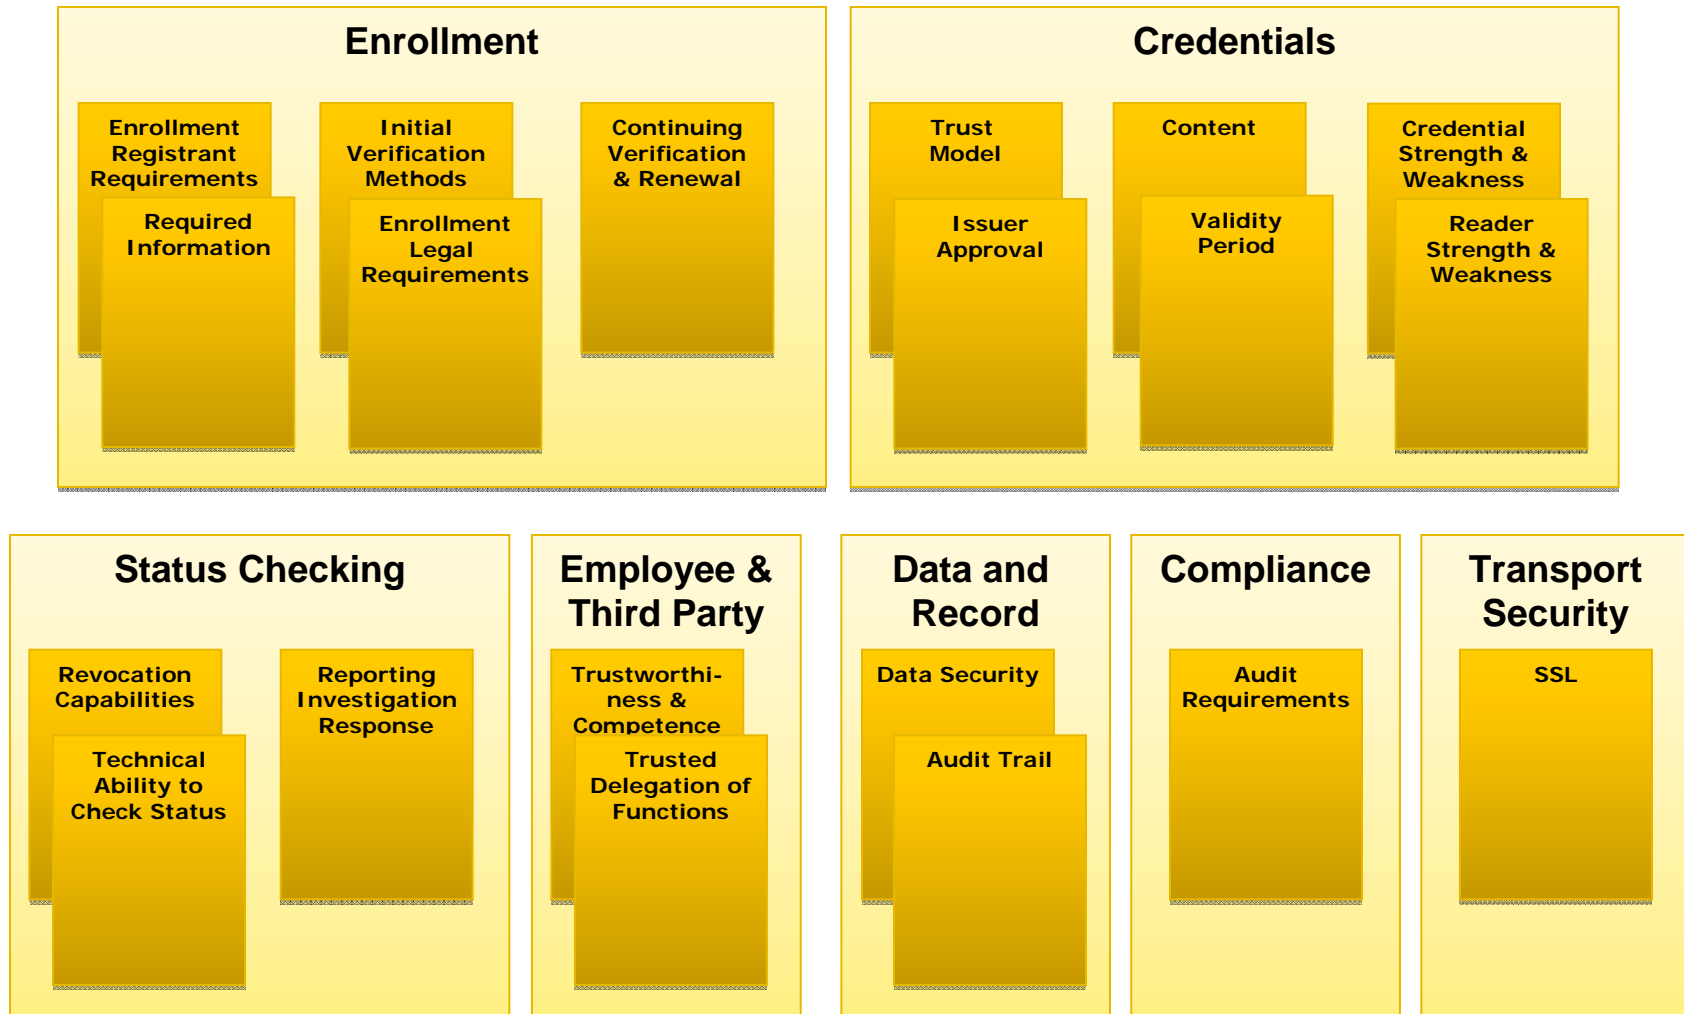 Enrollment
Enrollment
Registrant
Requirements
Required
Information
Initial
Verification
Methods
Enrollment
Legal
Requirements
Continuing
Verification
& Renewal
Credentials
Trust
Model
Issuer
Approval
Content
Validity
Period
Credential
Strength &
Weakness
Reader
Strength &
Weakness
Status Checking
Revocation
Capabilities
Technical
Ability to
Check Status
Reporting
Investigation
Response
Employee &
Third Party
Trustworthi-
ness &
Competence
Trusted
Delegation of
Functions
Data and
Record
Data Security
Audit Trail
Compliance
Audit
Requirements
Transport
Security
SSL